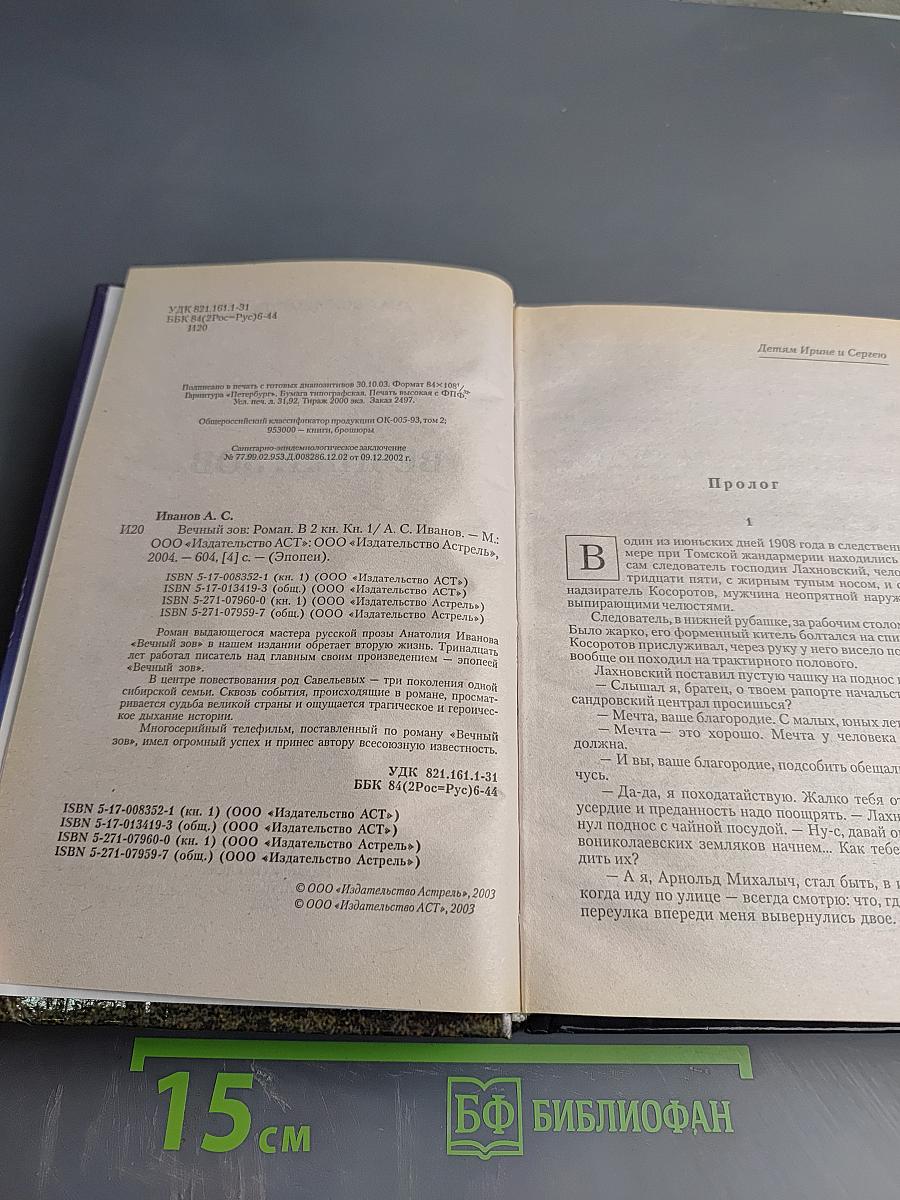 УДК 821.161.1-31
ББК 84(2Рос=Рус)6-44
И20
Подписано в печать с готовых диапозитивов 30.10.03. Формат 84×108¹/₃₂.
Гарнитура «Петербург». Бумага типографская. Печать высокая с ФПФ.
Усл. печ. л. 31,92. Тираж 2000 экз. Заказ 2497.
Общероссийский классификатор продукции ОК-005-93, том 2;
953000 — книги, брошюры
Санитарно-эпидемиологическое заключение
№ 77.99.02.953.Д.008286.12.02 от 09.12.2002 г.
Иванов А. С.
И20 Вечный зов: Роман. В 2 кн. Кн. 1/ А. С. Иванов. — М.:
ООО «Издательство АСТ»: ООО «Издательство Астрель»,
2004. — 604, [4] с. — (Эпопеи).
ISBN 5-17-008352-1 (кн. 1) (ООО «Издательство АСТ»)
ISBN 5-17-013419-3 (общ.) (ООО «Издательство АСТ»)
ISBN 5-271-07960-0 (кн. 1) (ООО «Издательство Астрель»)
ISBN 5-271-07959-7 (общ.) (ООО «Издательство Астрель»)
Роман выдающегося мастера русской прозы Анатолия Иванова
«Вечный зов» в нашем издании обретает вторую жизнь. Тринадцать
лет работал писатель над главным своим произведением — эпопеей
«Вечный зов».
В центре повествования род Савельевых — три поколения одной
сибирской семьи. Сквозь события, происходящие в романе, просмат-
ривается судьба великой страны и ощущается трагическое и героичес-
кое дыхание истории.
Многосерийный телефильм, поставленный по роману «Вечный
зов», имел огромный успех и принес автору всесоюзную известность.
УДК 821.161.1-31
ББК 84(2Рос=Рус)6-44
ISBN 5-17-008352-1 (кн. 1) (ООО «Издательство АСТ»)
ISBN 5-17-013419-3 (общ.) (ООО «Издательство АСТ»)
ISBN 5-271-07960-0 (кн. 1) (ООО «Издательство Астрель»)
ISBN 5-271-07959-7 (общ.) (ООО «Издательство Астрель»)
© ООО «Издательство Астрель», 2003
© ООО «Издательство АСТ», 2003
Детям Ирине и Сергею
Пролог
1
В один из июньских дней 1908 года в следственн
мере при Томской жандармерии находились
сам следователь господин Лахновский, чело
тридцати пяти, с жирным тупым носом, и с
надзиратель Косоротов, мужчина неопрятной наруж
выпирающими челюстями.
Следователь, в нижней рубашке, за рабочим столом
Было жарко, его форменный китель болтался на спи
Косоротов прислуживал, через руку у него висело по
вообще он походил на трактирного полового.
Лахновский поставил пустую чашку на поднос и
— Слышал я, братец, о твоем рапорте начальст
сандровский централ просишься?
— Мечта, ваше благородие. С малых, юных лет
— Мечта — это хорошо. Мечта у человека
должна.
— И вы, ваше благородие, подсобить обещали
чусь.
— Да-да, я походатайствую. Жалко тебя от
усердие и преданность надо поощрять. — Лахн
нул поднос с чайной посудой. — Ну-с, давай о
вониколаевских земляков начнем... Как тебе
дить их?
— А я, Арнольд Михалыч, стал быть, в и
когда иду по улице — всегда смотрю: что, гд
переулка впереди меня вывернулись двое.
15 см
БФ БИБЛИОФАН